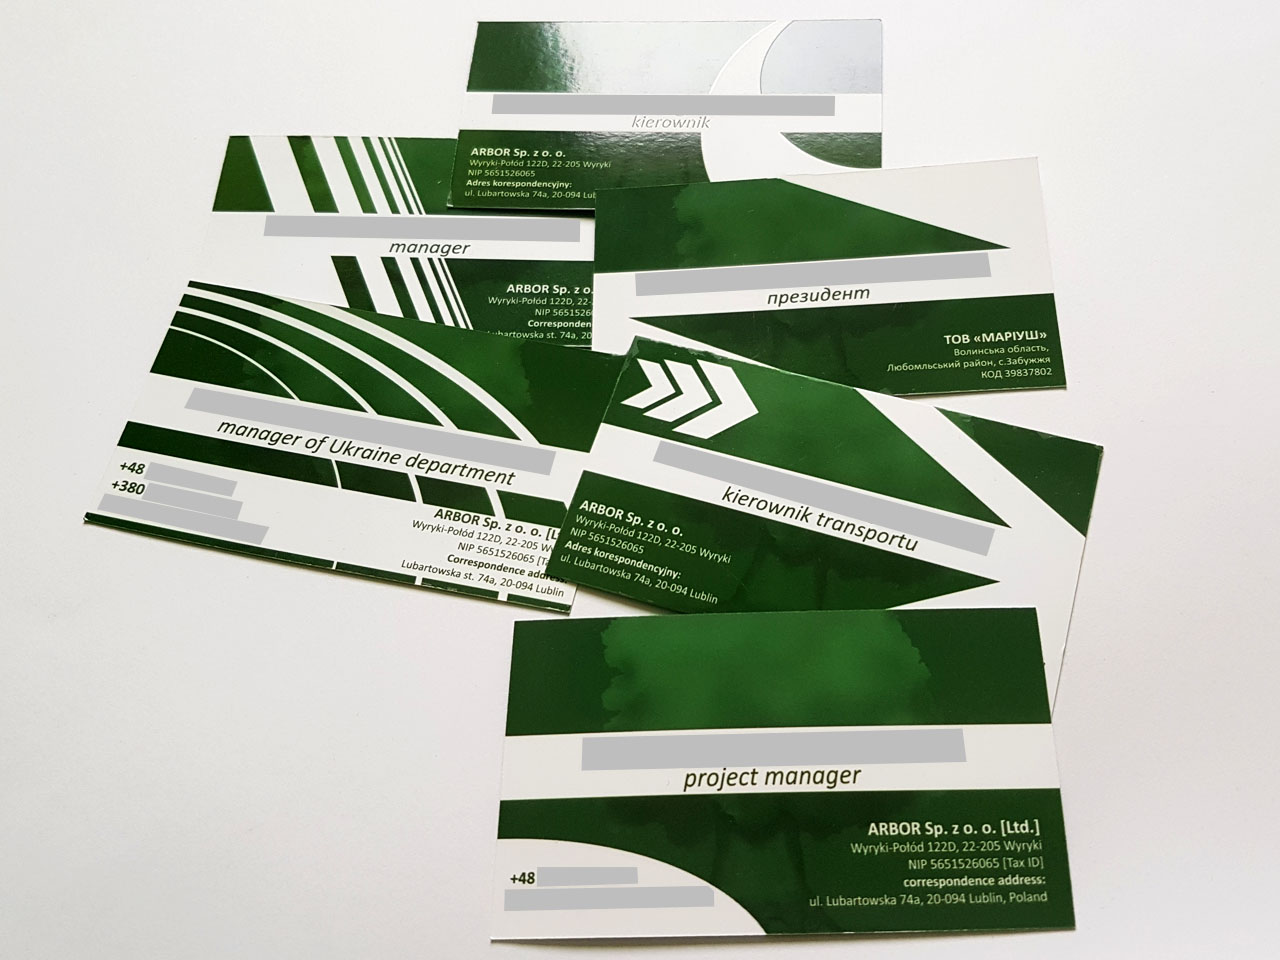 kierownik
ARBOR Sp. z o. o.
Wyryki-Połód 122D, 22-205 Wyryki
NIP 5651526065
Adres korespondencyjny:
ul. Lubartowska 74a, 20-094
manager
ARBOR Sp. z o.
Wyryki-Połód 122D, 22-
NIP
Lubartowska st. 74a,
президент
ТОВ «МАРІУШ»
Волинська область,
Любомльський район, с.Забужжя
КОД 39837802
manager of Ukraine department
+48
+380
ARBOR Sp. z o. o.
Wyryki-Połód 122D, 22-205
NIP 5651526065
Correspondence address:
Lubartowska st. 74a, 20-094 Lublin
kierownik transportu
ARBOR Sp. z o. o.
Wyryki-Połód 122D, 22-205 Wyryki
NIP 5651526065
Adres korespondencyjny:
ul. Lubartowska 74a, 20-094 Lublin
project manager
ARBOR Sp. z o. o. [Ltd.]
Wyryki-Połód 122D, 22-205 Wyryki
NIP 5651526065 [Tax ID]
correspondence address:
ul. Lubartowska 74a, 20-094 Lublin, Poland
+48